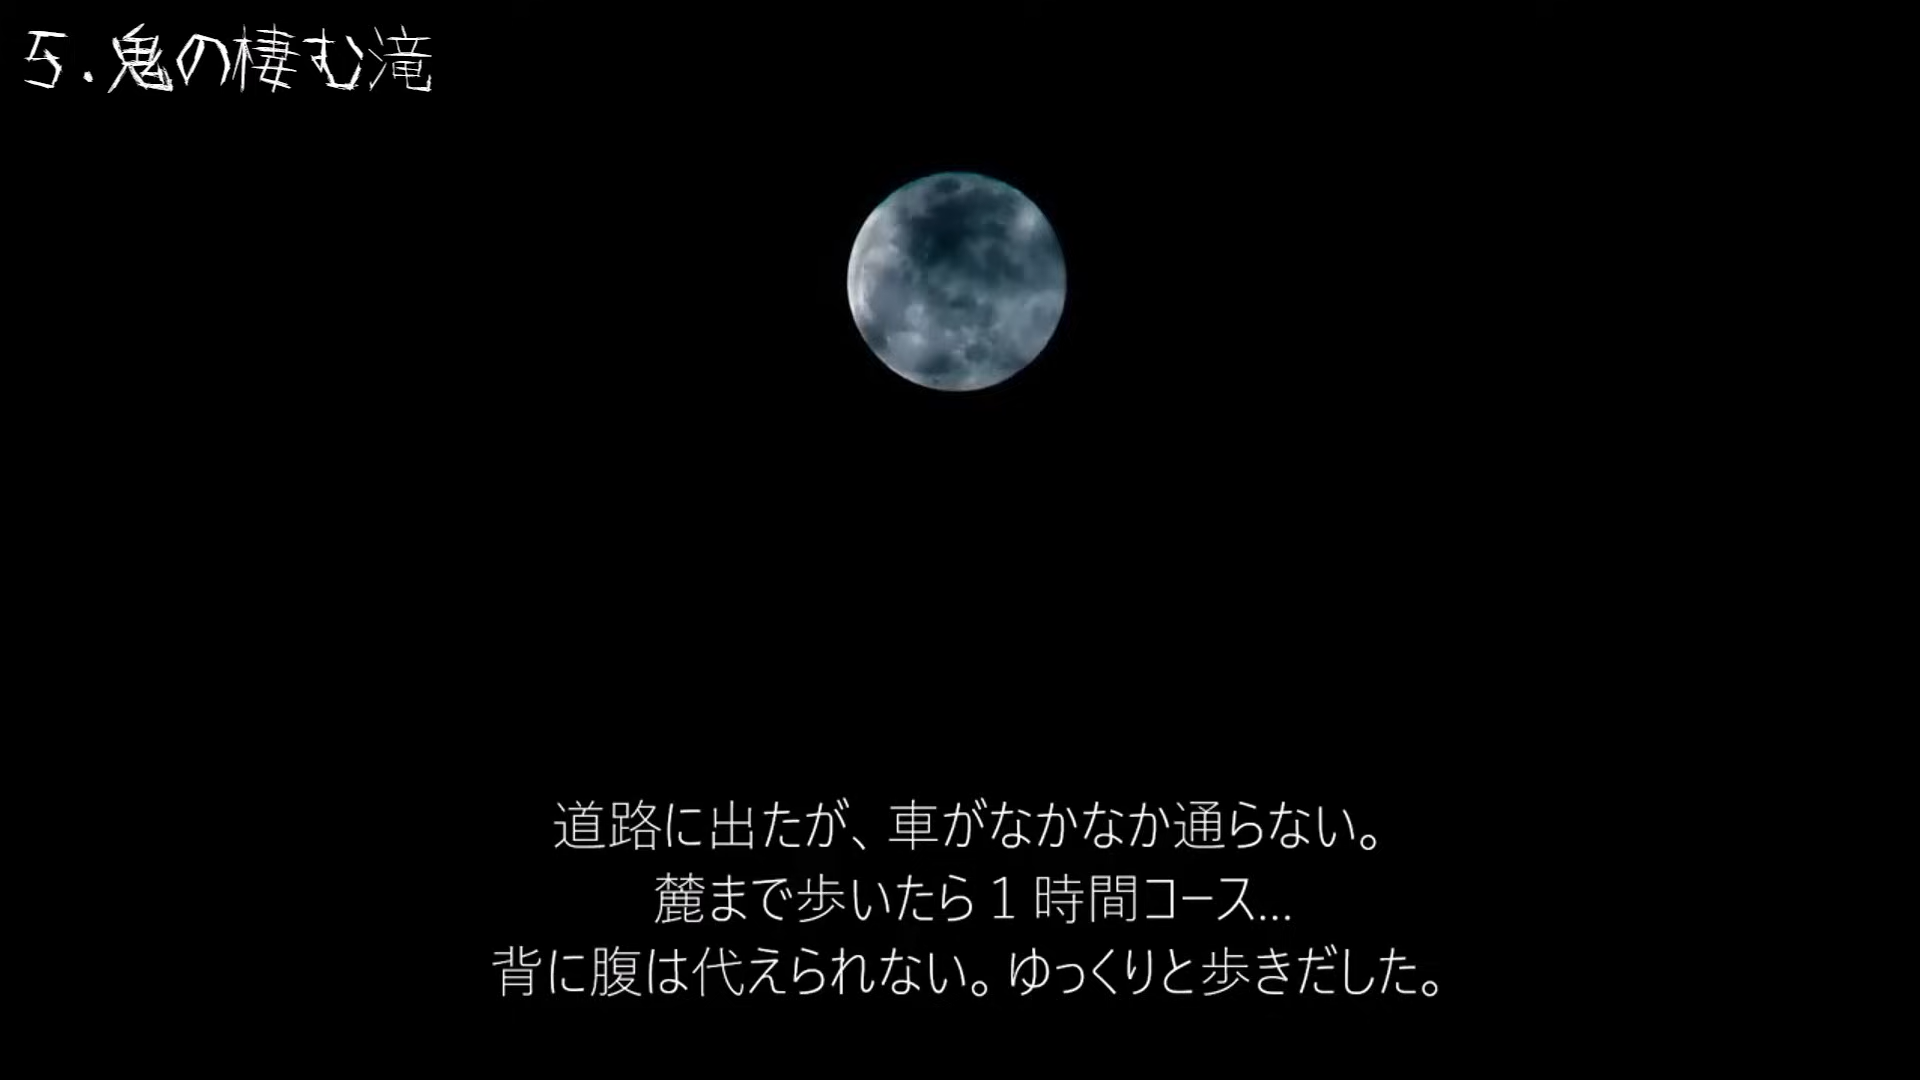 5.鬼の棲む滝
道路に出たが、車がなかなか通らない。
麓まで歩いたら1時間コース...
背に腹は代えられない。ゆっくりと歩きだした。